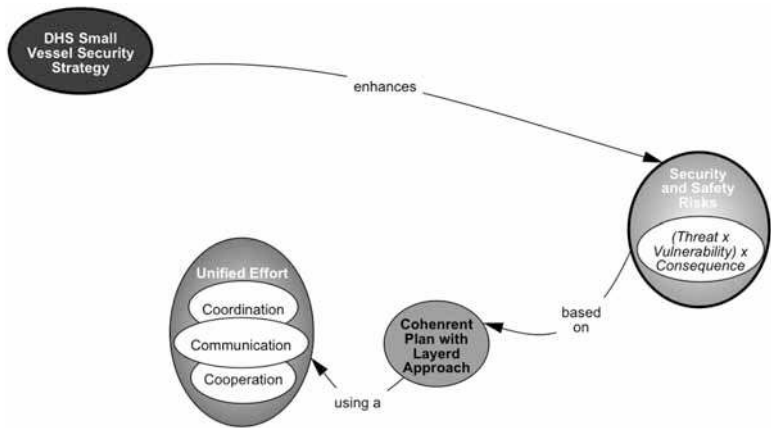 DHS Small
Vessel Security
Strategy
enhances
Security
and Safety
Risks
(Threat x
Vulnerability) x
Consequence
based
on
Cohenrent
Plan with
Layerd
Approach
using a
Unified Effort
Coordination
Communication
Cooperation